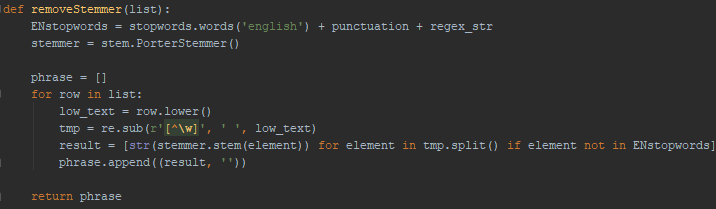 def removeStemmer(list):
    ENstopwords = stopwords.words('english') + punctuation + regex_str
    stemmer = stem.PorterStemmer()

    phrase = []
    for row in list:
        low_text = row.lower()
        tmp = re.sub(r'[^\w]', ' ', low_text)
        result = [str(stemmer.stem(element)) for element in tmp.split() if element not in ENstopwords]
        phrase.append((result, ''))

    return phrase